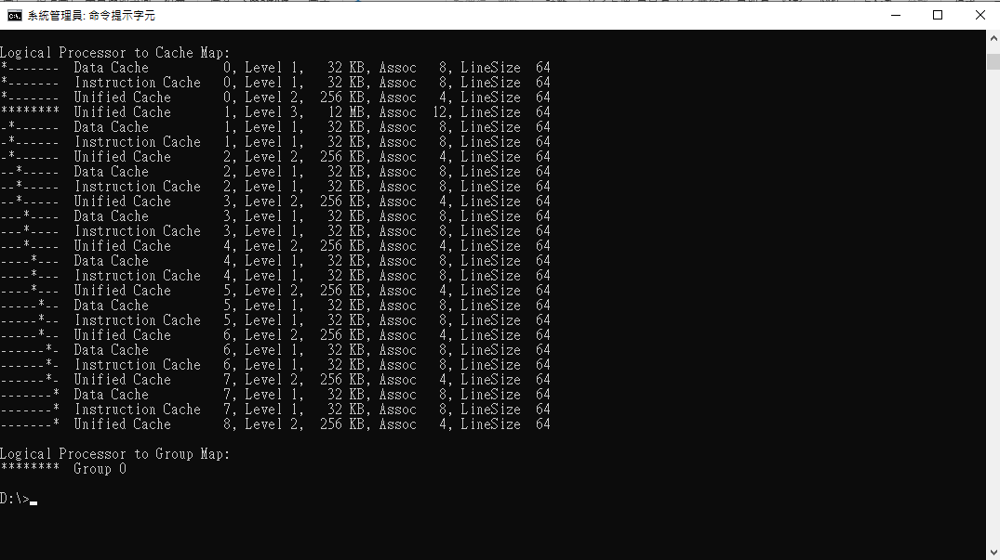 系統管理員: 命令提示字元
Logical Processor to Cache Map:
*-------  Data Cache          0, Level 1,   32 KB, Assoc   8, LineSize  64
*-------  Instruction Cache   0, Level 1,   32 KB, Assoc   8, LineSize  64
*-------  Unified Cache       0, Level 2,  256 KB, Assoc   4, LineSize  64
********  Unified Cache       1, Level 3,   12 MB, Assoc  12, LineSize  64
-*------  Data Cache          1, Level 1,   32 KB, Assoc   8, LineSize  64
-*------  Instruction Cache   1, Level 1,   32 KB, Assoc   8, LineSize  64
-*------  Unified Cache       2, Level 2,  256 KB, Assoc   4, LineSize  64
--*-----  Data Cache          2, Level 1,   32 KB, Assoc   8, LineSize  64
--*-----  Instruction Cache   2, Level 1,   32 KB, Assoc   8, LineSize  64
--*-----  Unified Cache       3, Level 2,  256 KB, Assoc   4, LineSize  64
---*----  Data Cache          3, Level 1,   32 KB, Assoc   8, LineSize  64
---*----  Instruction Cache   3, Level 1,   32 KB, Assoc   8, LineSize  64
---*----  Unified Cache       4, Level 2,  256 KB, Assoc   4, LineSize  64
----*---  Data Cache          4, Level 1,   32 KB, Assoc   8, LineSize  64
----*---  Instruction Cache   4, Level 1,   32 KB, Assoc   8, LineSize  64
----*---  Unified Cache       5, Level 2,  256 KB, Assoc   4, LineSize  64
-----*--  Data Cache          5, Level 1,   32 KB, Assoc   8, LineSize  64
-----*--  Instruction Cache   5, Level 1,   32 KB, Assoc   8, LineSize  64
-----*--  Unified Cache       6, Level 2,  256 KB, Assoc   4, LineSize  64
------*-  Data Cache          6, Level 1,   32 KB, Assoc   8, LineSize  64
------*-  Instruction Cache   6, Level 1,   32 KB, Assoc   8, LineSize  64
------*-  Unified Cache       7, Level 2,  256 KB, Assoc   4, LineSize  64
-------*  Data Cache          7, Level 1,   32 KB, Assoc   8, LineSize  64
-------*  Instruction Cache   7, Level 1,   32 KB, Assoc   8, LineSize  64
-------*  Unified Cache       8, Level 2,  256 KB, Assoc   4, LineSize  64
Logical Processor to Group Map:
********  Group 0
D:\>